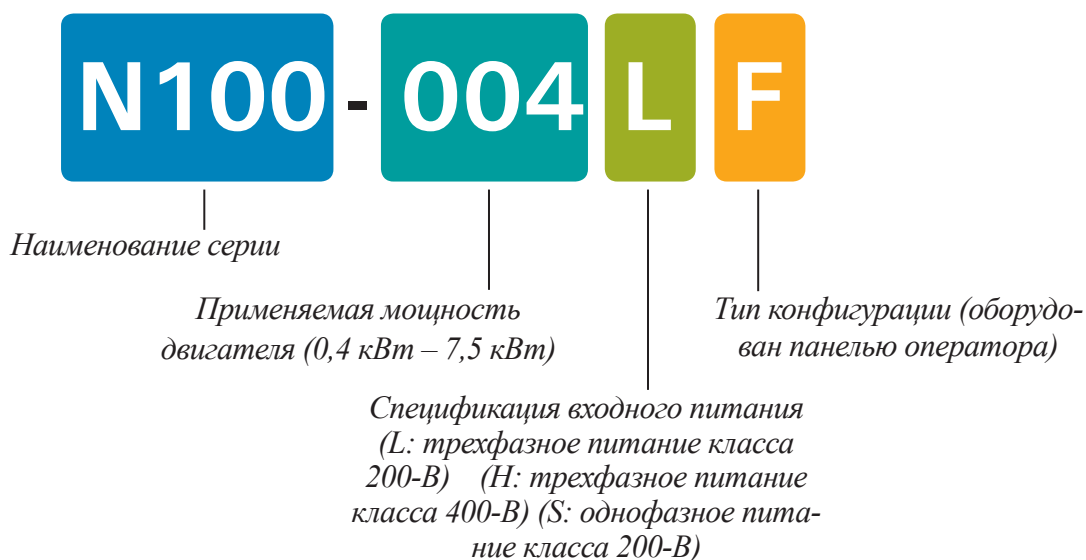 N100-004 L F
Наименование серии
Применяемая мощность
двигателя (0,4 кВт – 7,5 кВт)
Тип конфигурации (оборудо-
ван панелью оператора)
Спецификация входного питания
(L: трехфазное питание класса
200-В) (H: трехфазное питание
класса 400-В) (S: однофазное пита-
ние класса 200-В)